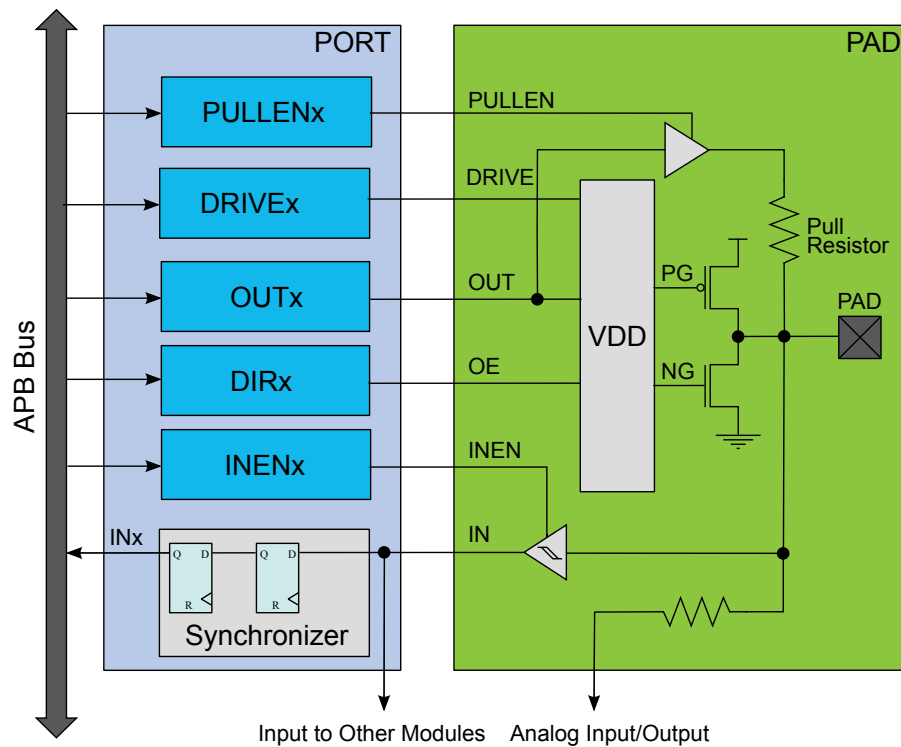 PORT
PAD
APB Bus
PULLENx
PULLEN
DRIVEx
DRIVE
Pull
Resistor
OUTx
OUT
PG
PAD
VDD
DIRx
OE
NG
INENx
INEN
INx
Q D
R
Q D
R
IN
Synchronizer
Input to Other Modules
Analog Input/Output